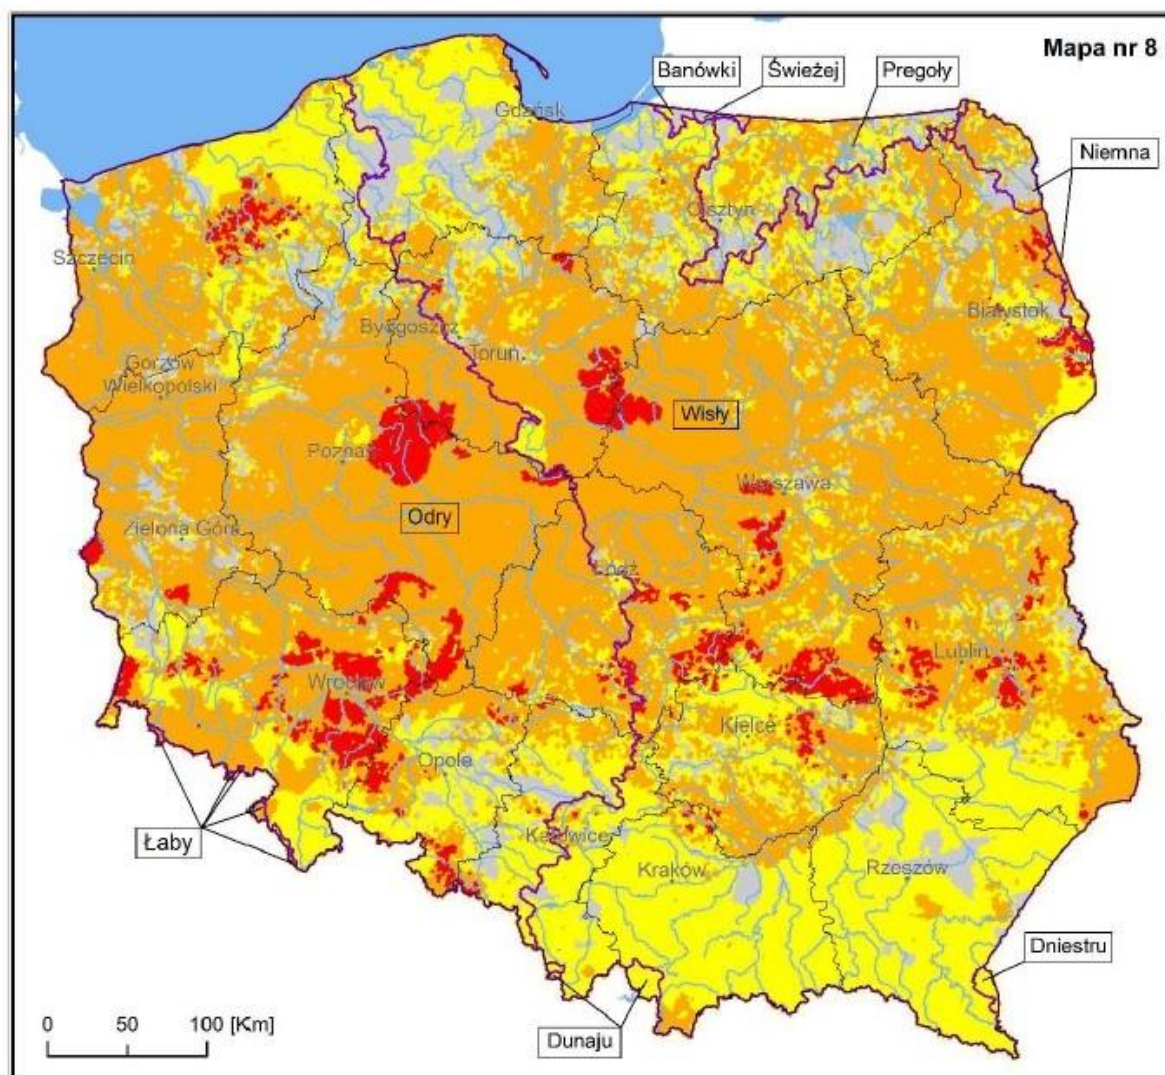 Mapa nr 8
Banówki
Świeżej
Pregoły
Gdańsk
Niemna
Olsztyn
Szczecin
Białystok
Bydgoszcz
Toruń
Gorzów
Wielkopolski
Wisły
Poznań
Warszawa
Odry
Zielona Góra
Łódź
Lublin
Wrocław
Kielce
Opole
Łaby
Katowice
Kraków
Rzeszów
Dniestru
0 50 100 [Km]
Dunaju